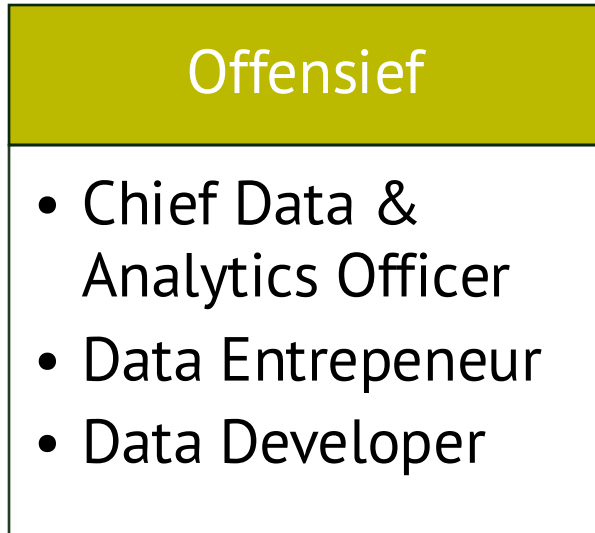 Offensief
• Chief Data &
Analytics Officer
• Data Entrepeneur
• Data Developer